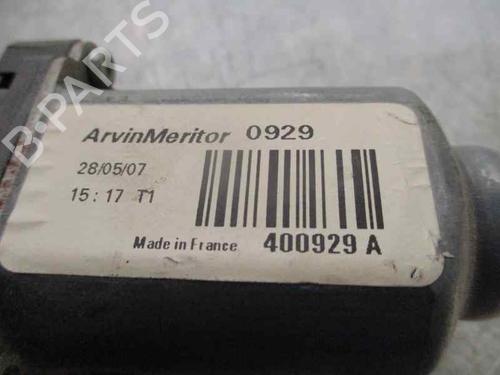 B-PARTS
ArvinMeritor 0929
28/05/07
15:17 T1
Made in France 400929 A